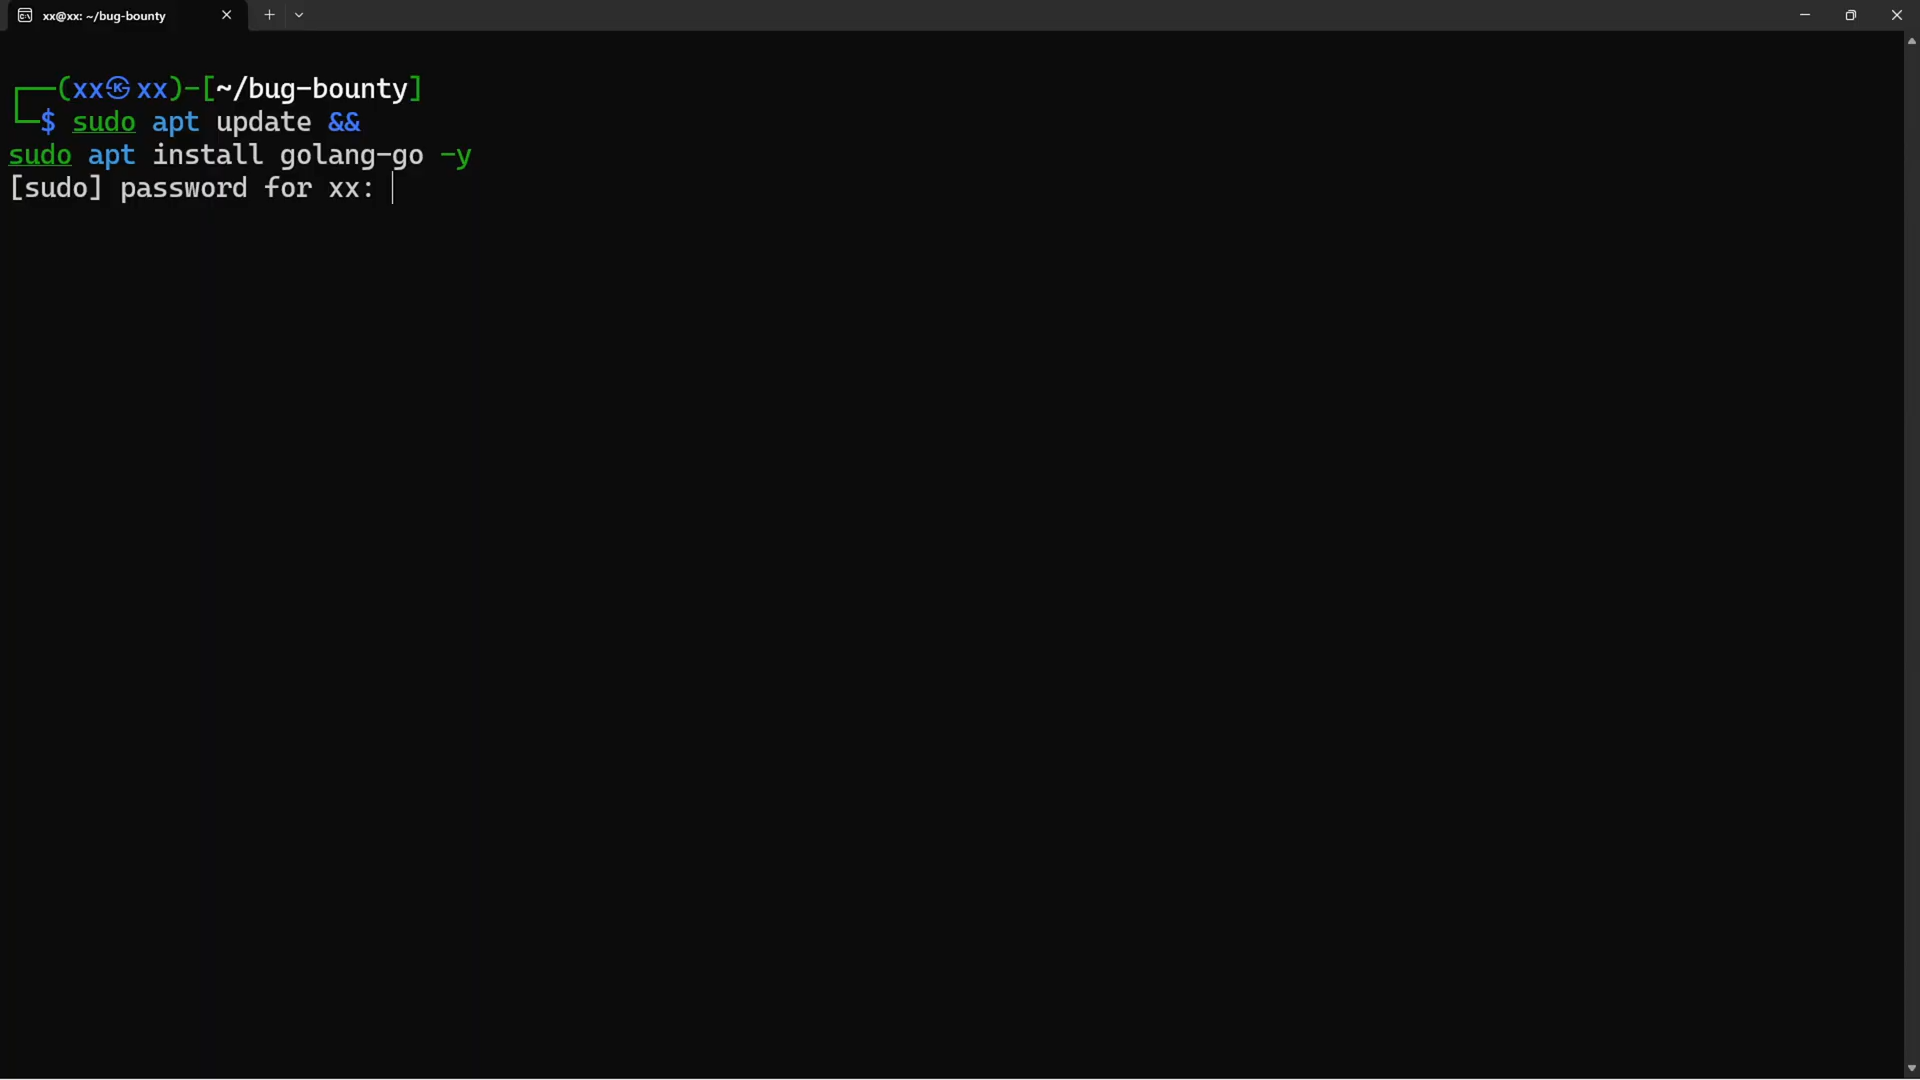 xx@xx: ~/bug-bounty
┌──(xx㉿xx)-[~/bug-bounty]
└─$ sudo apt update &&
sudo apt install golang-go -y
[sudo] password for xx: